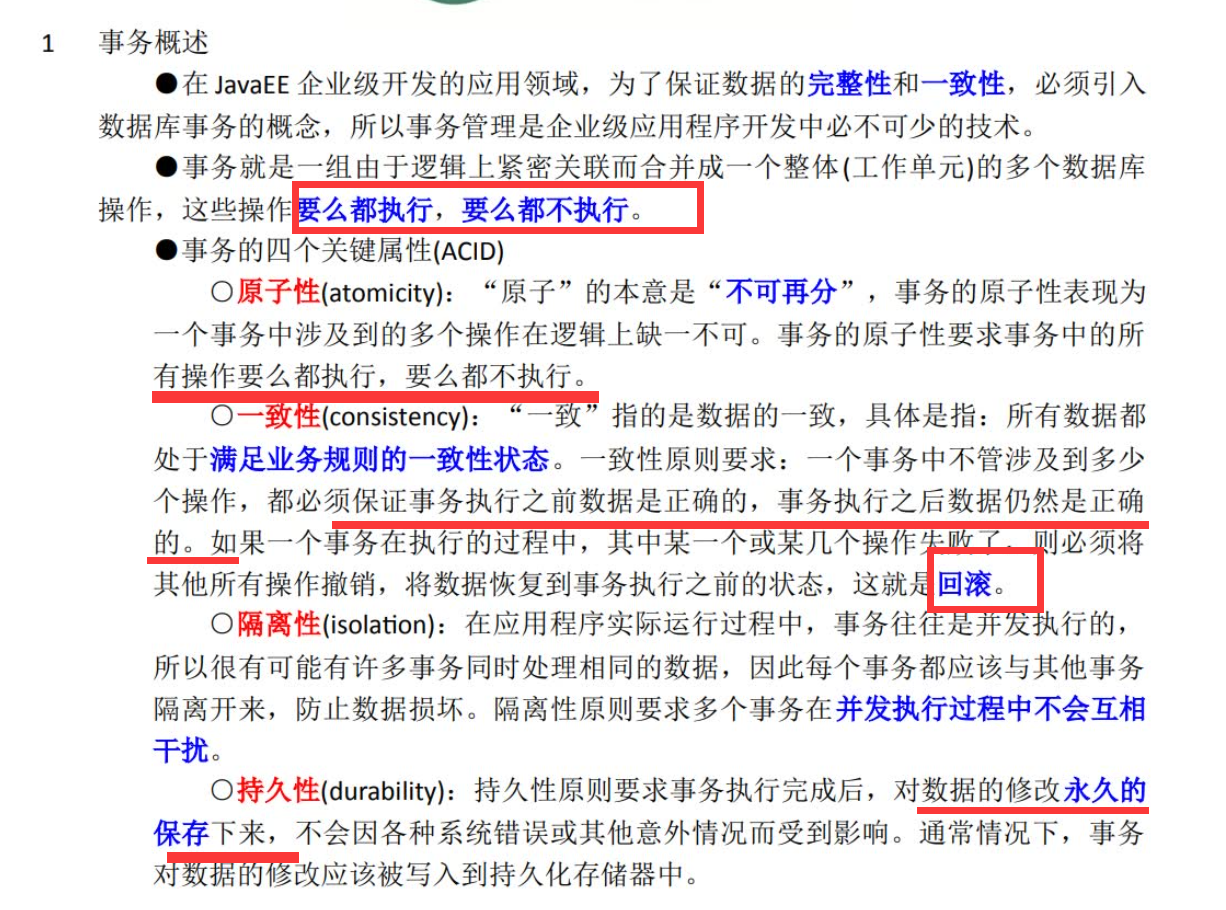 1 事务概述
●在 JavaEE 企业级开发的应用领域，为了保证数据的完整性和一致性，必须引入
数据库事务的概念，所以事务管理是企业级应用程序开发中必不可少的技术。
●事务就是一组由于逻辑上紧密关联而合并成一个整体(工作单元)的多个数据库
操作，这些操作要么都执行，要么都不执行。
●事务的四个关键属性(ACID)
○原子性(atomicity)：“原子”的本意是“不可再分”，事务的原子性表现为
一个事务中涉及到的多个操作在逻辑上缺一不可。事务的原子性要求事务中的所
有操作要么都执行，要么都不执行。
○一致性(consistency)：“一致”指的是数据的一致，具体是指：所有数据都
处于满足业务规则的一致性状态。一致性原则要求：一个事务中不管涉及到多少
个操作，都必须保证事务执行之前数据是正确的，事务执行之后数据仍然是正确
的。如果一个事务在执行的过程中，其中某一个或某几个操作失败了，则必须将
其他所有操作撤销，将数据恢复到事务执行之前的状态，这就是回滚。
○隔离性(isolation)：在应用程序实际运行过程中，事务往往是并发执行的，
所以很有可能有许多事务同时处理相同的数据，因此每个事务都应该与其他事务
隔离开来，防止数据损坏。隔离性原则要求多个事务在并发执行过程中不会互相
干扰。
○持久性(durability)：持久性原则要求事务执行完成后，对数据的修改永久的
保存下来，不会因各种系统错误或其他意外情况而受到影响。通常情况下，事务
对数据的修改应该被写入到持久化存储器中。